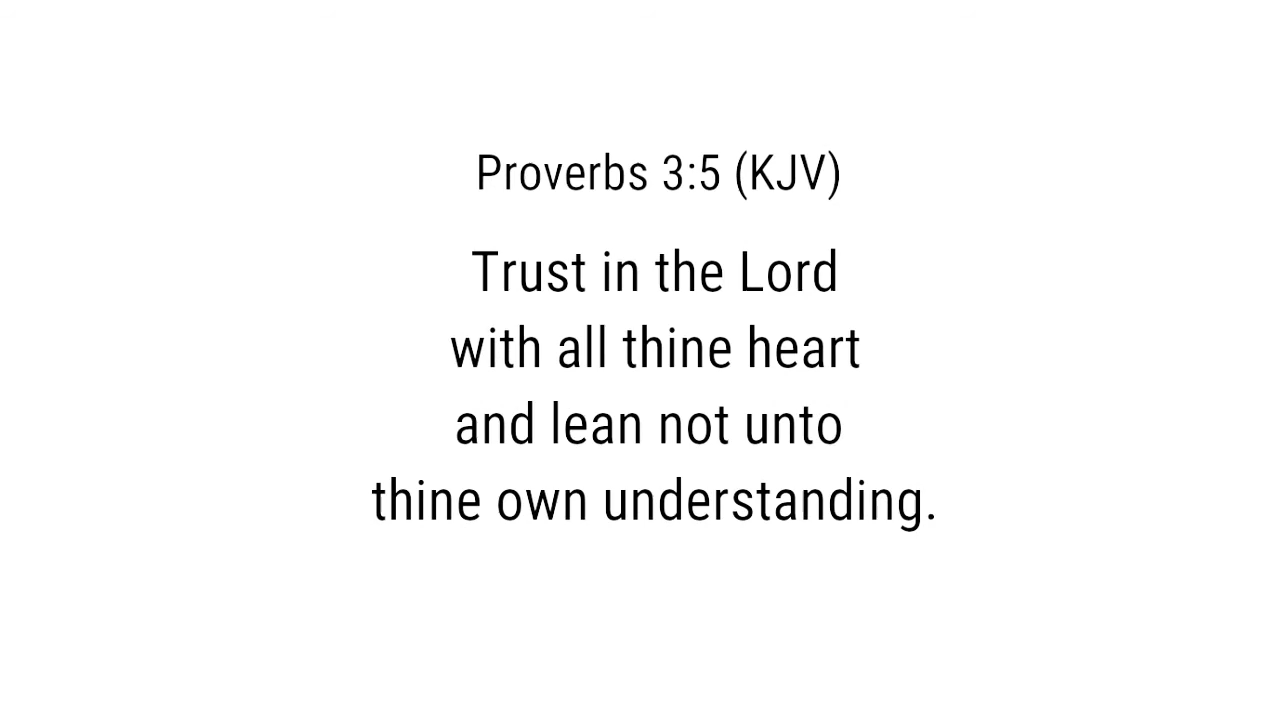 Proverbs 3:5 (KJV)
Trust in the Lord
with all thine heart
and lean not unto
thine own understanding.